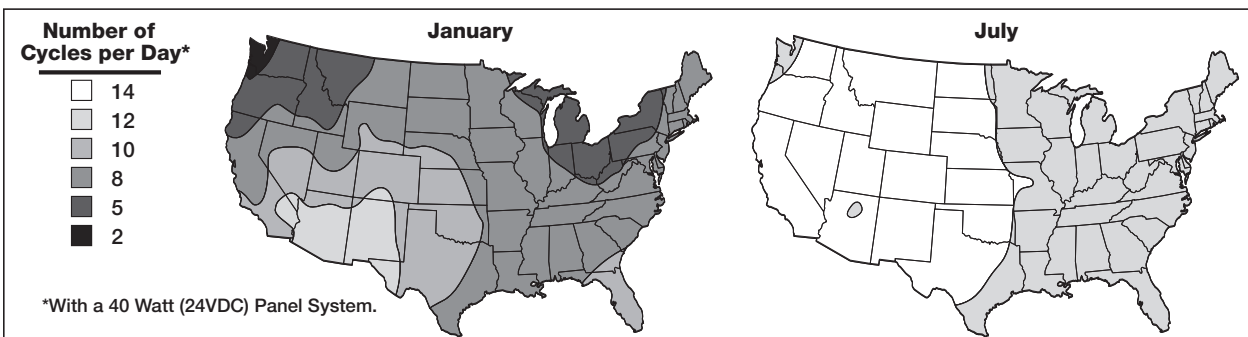 Number of
Cycles per Day*
14
12
10
8
5
2
*With a 40 Watt (24VDC) Panel System.
January
July